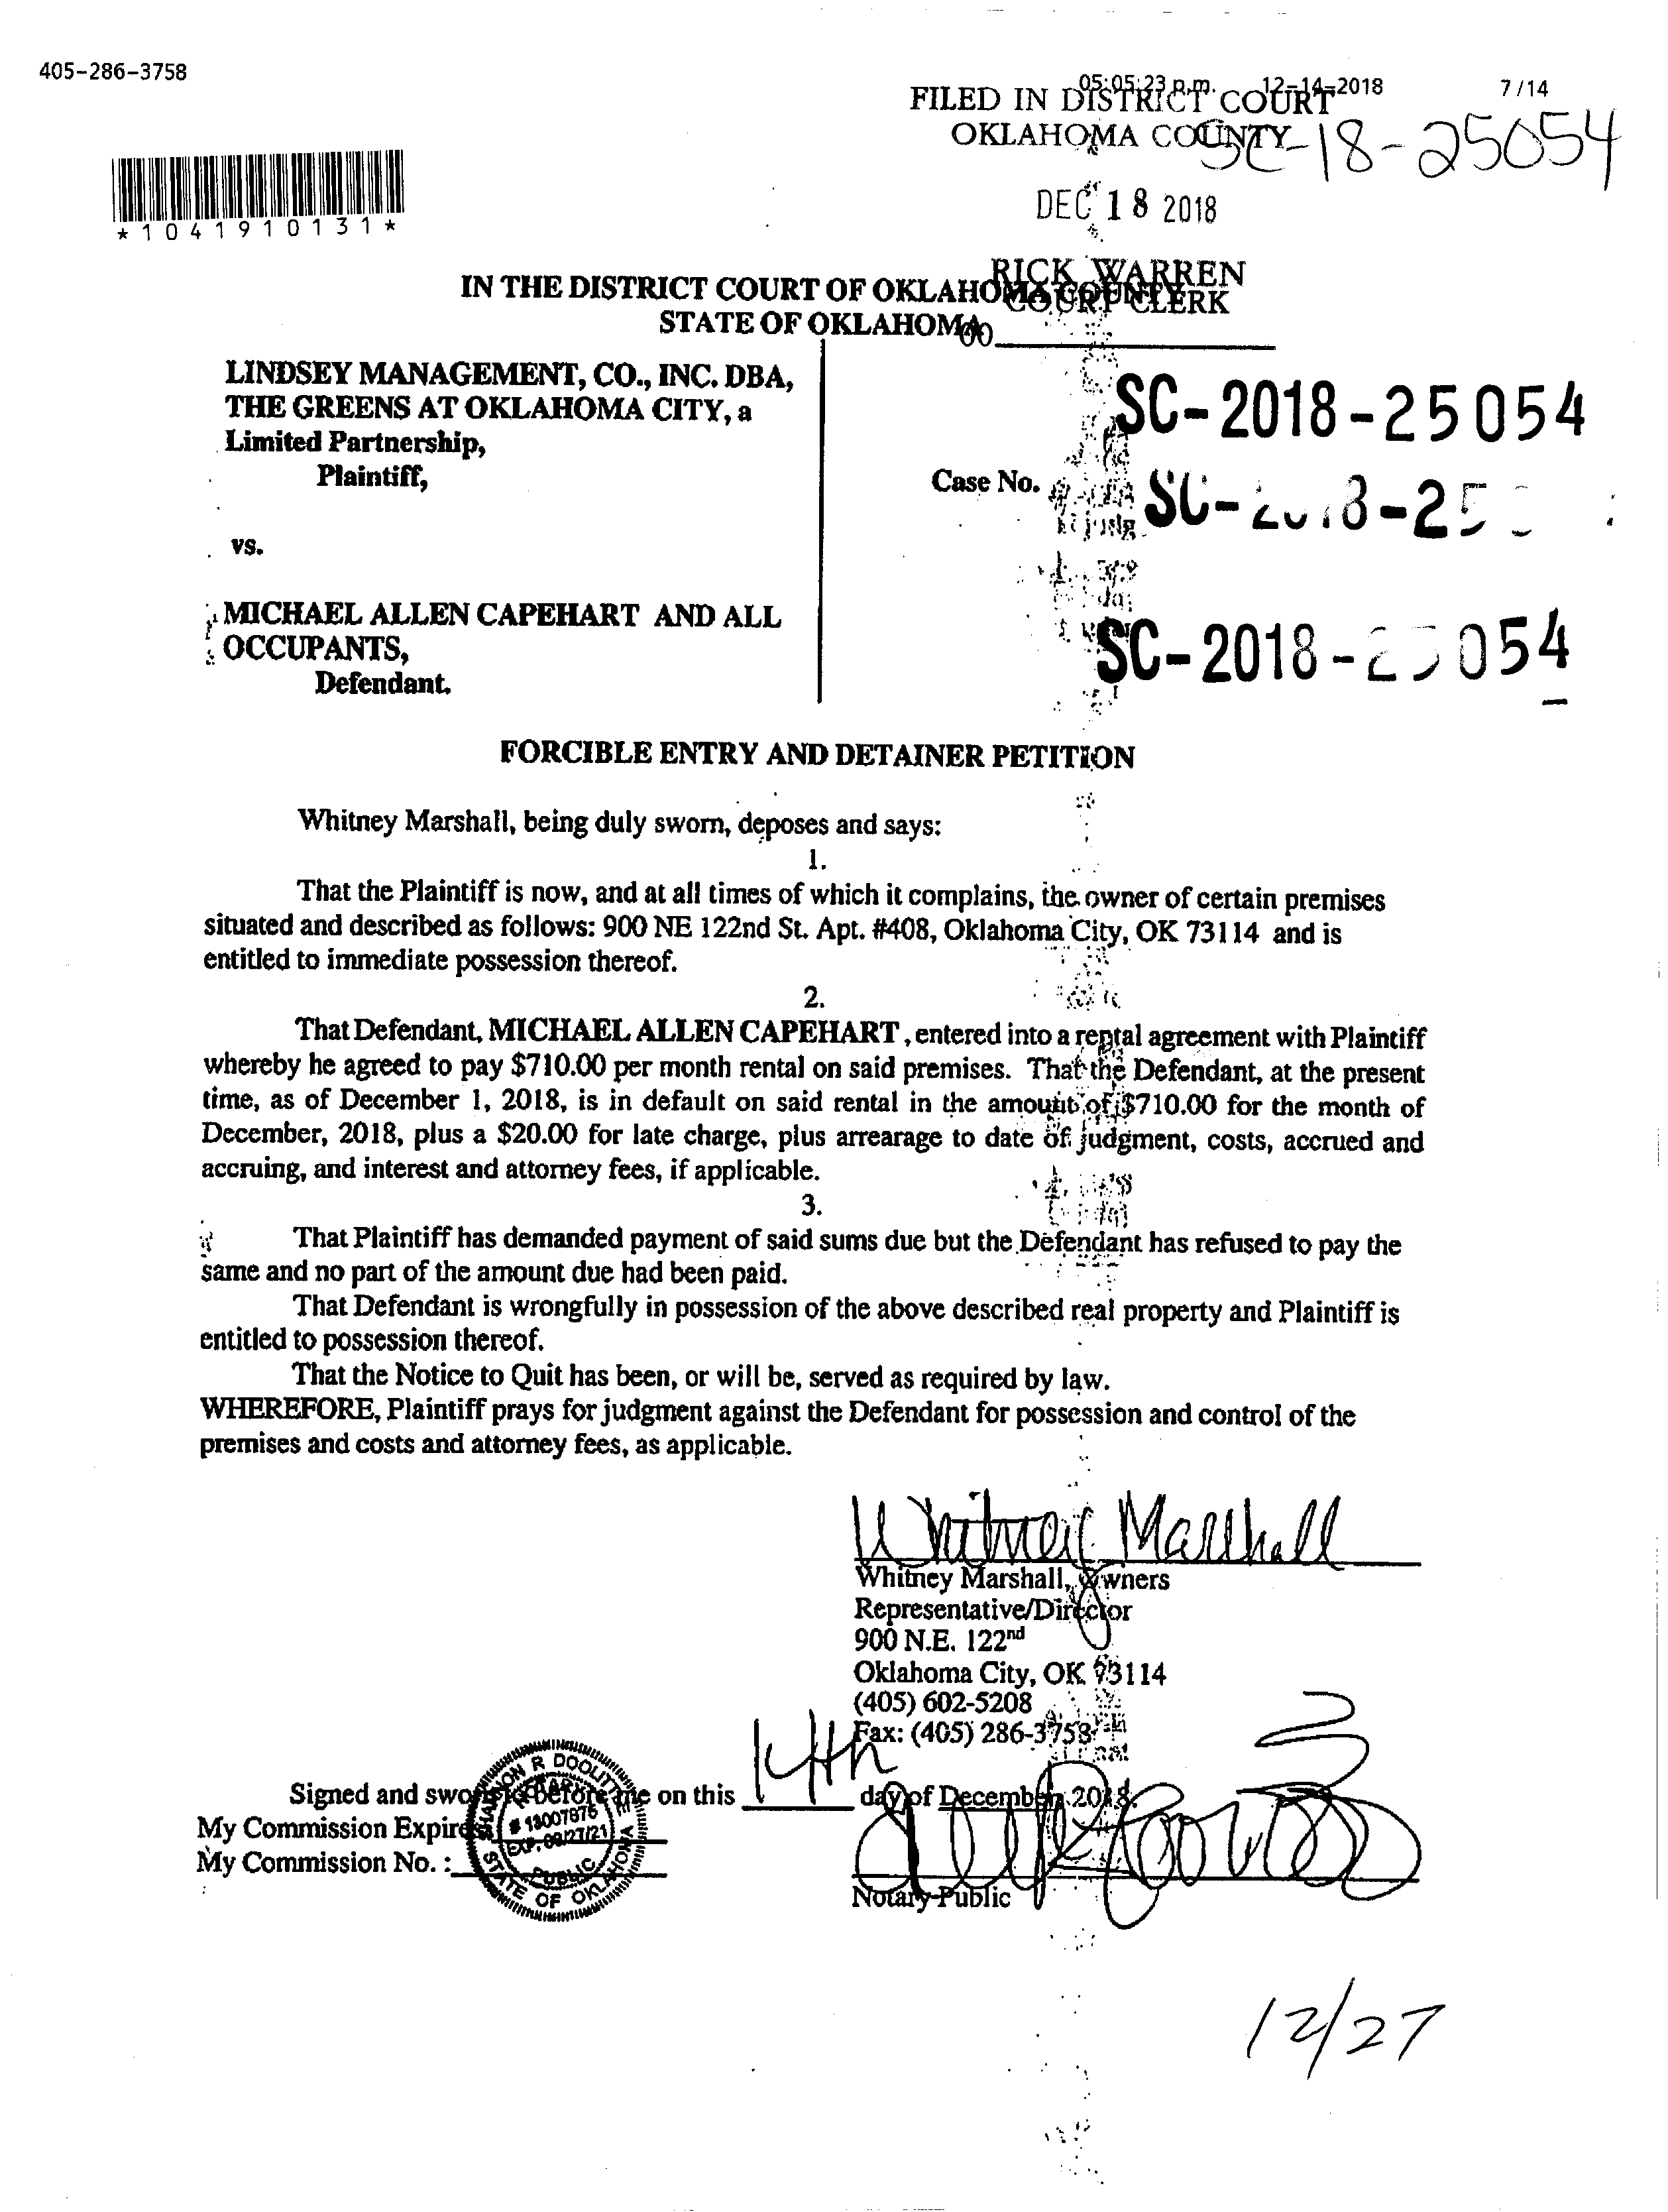 405-286-3758
05:05:23 p.m. 12-14-2018 7/14
FILED IN DISTRICT COURT
OKLAHOMA COUNTY
SC-18-25054
*1041910131*
DEC 18 2018
RICK WARREN
COURT CLERK
IN THE DISTRICT COURT OF OKLAHOMA COUNTY
STATE OF OKLAHOMA
LINDSEY MANAGEMENT, CO., INC. DBA,
THE GREENS AT OKLAHOMA CITY, a
Limited Partnership,
Plaintiff,
SC-2018-25054
Case No.
vs.
MICHAEL ALLEN CAPEHART AND ALL
OCCUPANTS,
Defendant.
SC-2018-25054
FORCIBLE ENTRY AND DETAINER PETITION
Whitney Marshall, being duly sworn, deposes and says:
1.
That the Plaintiff is now, and at all times of which it complains, the owner of certain premises
situated and described as follows: 900 NE 122nd St. Apt. #408, Oklahoma City, OK 73114 and is
entitled to immediate possession thereof.
2.
That Defendant, MICHAEL ALLEN CAPEHART, entered into a rental agreement with Plaintiff
whereby he agreed to pay $710.00 per month rental on said premises. That the Defendant, at the present
time, as of December 1, 2018, is in default on said rental in the amount of $710.00 for the month of
December, 2018, plus a $20.00 for late charge, plus arrearage to date of judgment, costs, accrued and
accruing, and interest and attorney fees, if applicable.
3.
That Plaintiff has demanded payment of said sums due but the Defendant has refused to pay the
same and no part of the amount due had been paid.
That Defendant is wrongfully in possession of the above described real property and Plaintiff is
entitled to possession thereof.
That the Notice to Quit has been, or will be, served as required by law.
WHEREFORE, Plaintiff prays for judgment against the Defendant for possession and control of the
premises and costs and attorney fees, as applicable.
Whitney Marshall
Whitney Marshall, Owners
Representative/Director
900 N.E. 122nd
Oklahoma City, OK 73114
(405) 602-5208
Fax: (405) 286-3758
Signed and sworn to before me on this 14th day of December, 2018.
My Commission Expires:
My Commission No. :
SHANNON R DOOLITTLE
NOTARY
# 13007876
EXP. 08/27/21
PUBLIC
STATE OF OKLAHOMA
Notary Public
12/27